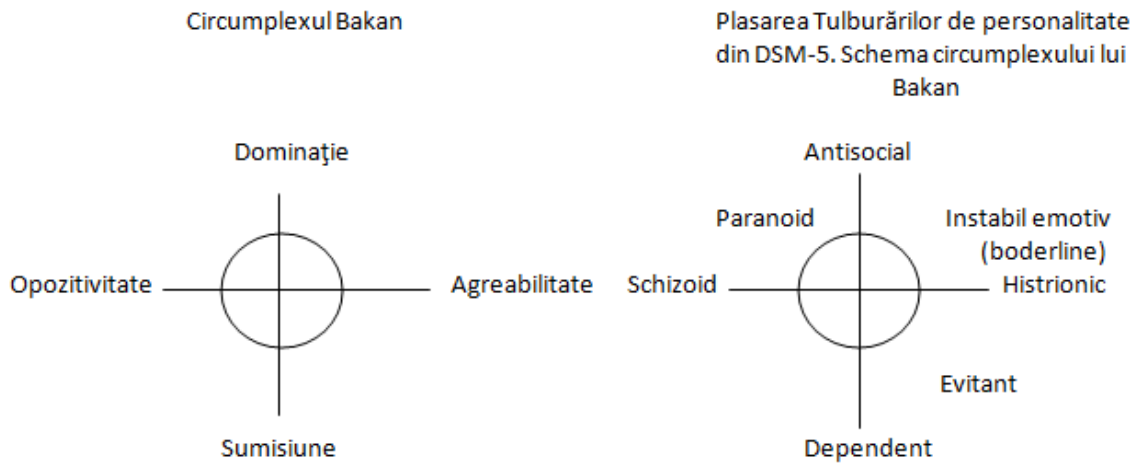 Circumplexul Bakan
Dominaţie
Opozitivitate
Agreabilitate
Sumisiune
Plasarea Tulburărilor de personalitate
din DSM-5. Schema circumplexului lui
Bakan
Antisocial
Paranoid
Instabil emotiv
(boderline)
Schizoid
Histrionic
Evitant
Dependent